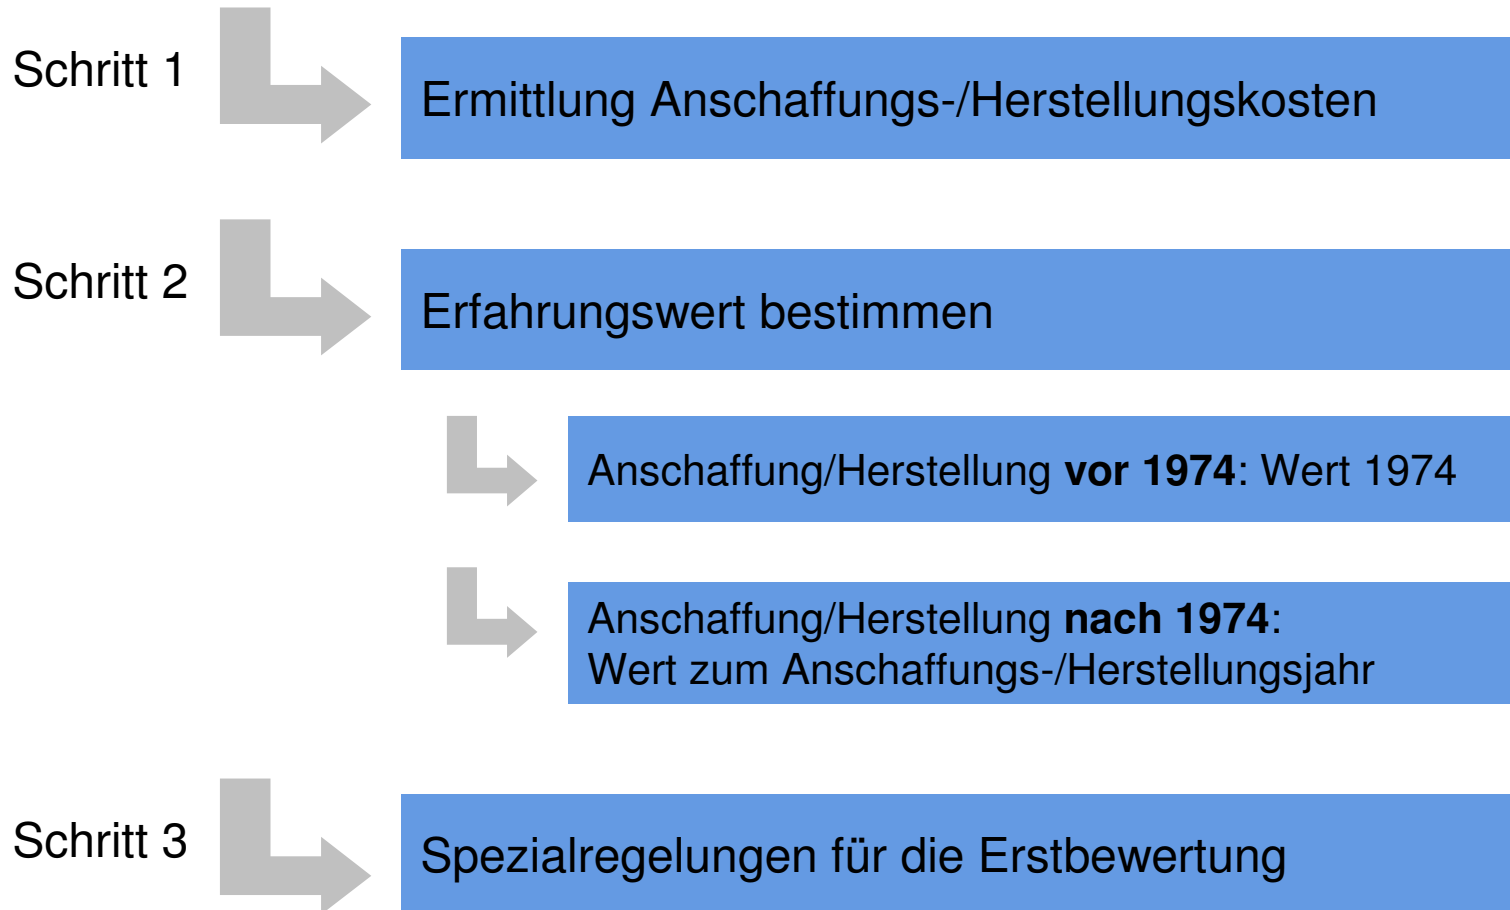 Schritt 1
Ermittlung Anschaffungs-/Herstellungskosten
Schritt 2
Erfahrungswert bestimmen
Anschaffung/Herstellung vor 1974: Wert 1974
Anschaffung/Herstellung nach 1974:
Wert zum Anschaffungs-/Herstellungsjahr
Schritt 3
Spezialregelungen für die Erstbewertung